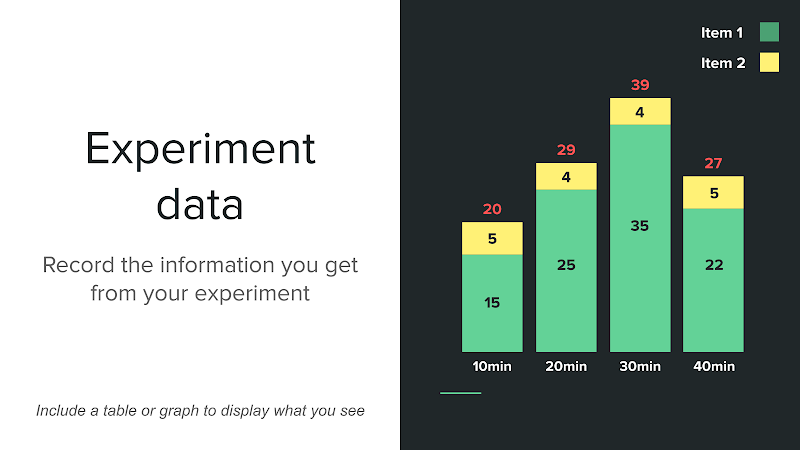 Experiment
data
Record the information you get
from your experiment
Include a table or graph to display what you see
Item 1
Item 2
39
4
29
4
27
20
5
5
35
25
22
15
10min
20min
30min
40min